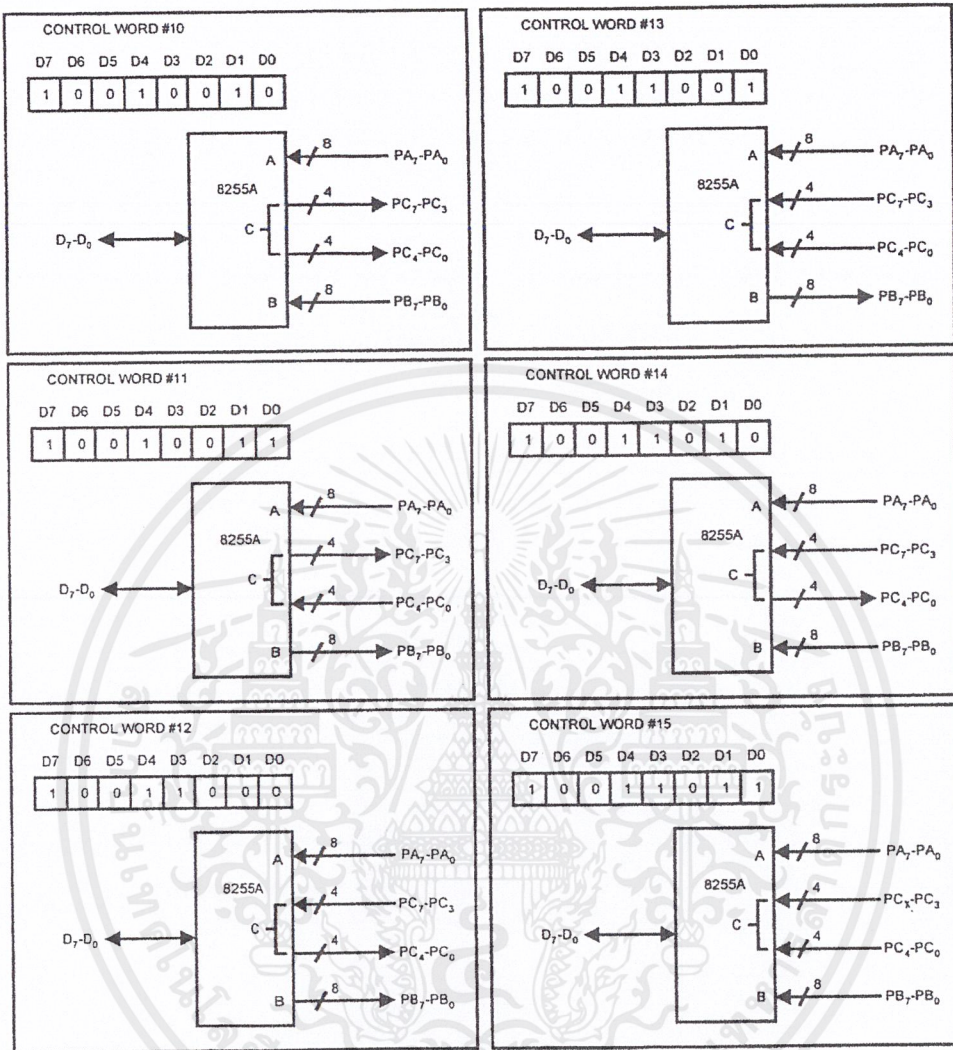 CONTROL WORD #10
D7 D6 D5 D4 D3 D2 D1 D0
1 0 0 1 0 0 1 0
8255A
A
C
B
D₇-D₀
8
PA₇-PA₀
4
PC₇-PC₃
4
PC₄-PC₀
8
PB₇-PB₀
CONTROL WORD #13
D7 D6 D5 D4 D3 D2 D1 D0
1 0 0 1 1 0 0 1
8255A
A
C
B
D₇-D₀
8
PA₇-PA₀
4
PC₇-PC₃
4
PC₄-PC₀
8
PB₇-PB₀
CONTROL WORD #11
D7 D6 D5 D4 D3 D2 D1 D0
1 0 0 1 0 0 1 1
8255A
A
C
B
D₇-D₀
8
PA₇-PA₀
4
PC₇-PC₃
4
PC₄-PC₀
8
PB₇-PB₀
CONTROL WORD #14
D7 D6 D5 D4 D3 D2 D1 D0
1 0 0 1 1 0 1 0
8255A
A
C
B
D₇-D₀
8
PA₇-PA₀
4
PC₇-PC₃
4
PC₄-PC₀
8
PB₇-PB₀
CONTROL WORD #12
D7 D6 D5 D4 D3 D2 D1 D0
1 0 0 1 1 0 0 0
8255A
A
C
B
D₇-D₀
8
PA₇-PA₀
4
PC₇-PC₃
4
PC₄-PC₀
8
PB₇-PB₀
CONTROL WORD #15
D7 D6 D5 D4 D3 D2 D1 D0
1 0 0 1 1 0 1 1
8255A
A
C
B
D₇-D₀
8
PA₇-PA₀
4
PC₇-PC₃
4
PC₄-PC₀
8
PB₇-PB₀